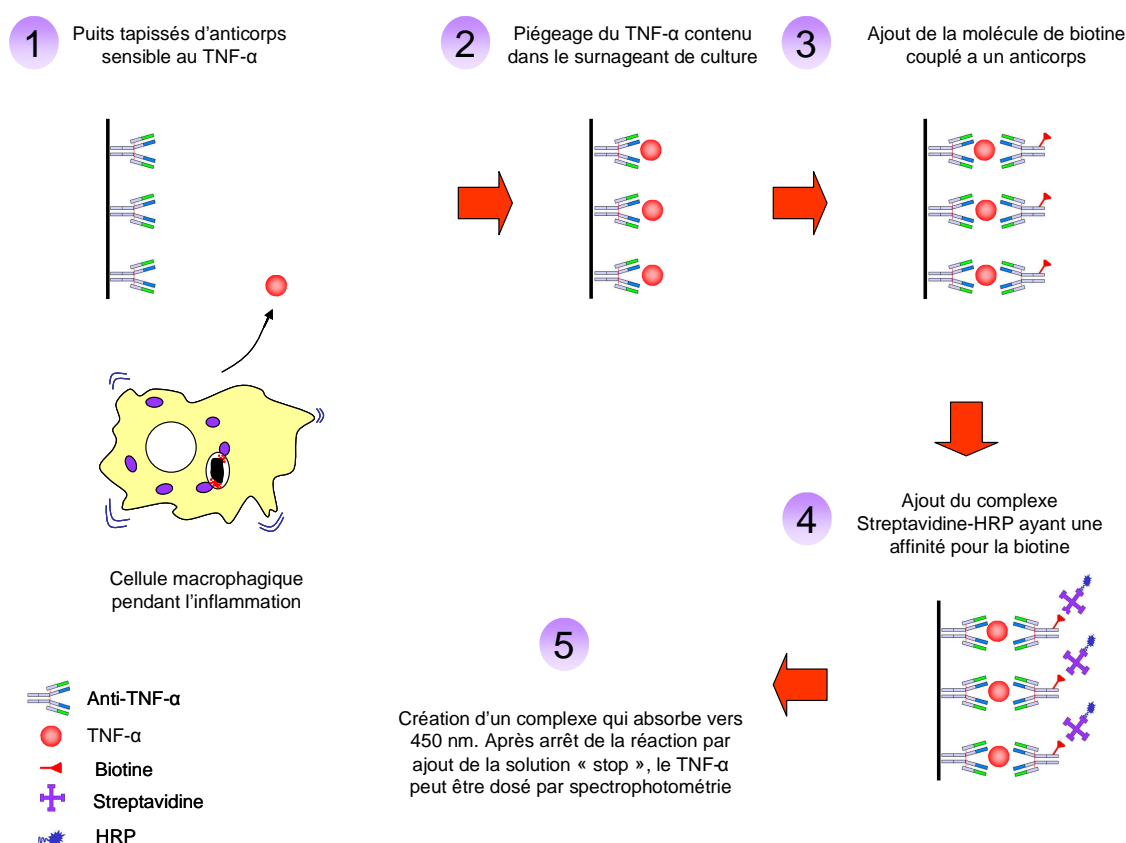 1
Puits tapissés d’anticorps
sensible au TNF-α
2
Piégeage du TNF-α contenu
dans le surnageant de culture
3
Ajout de la molécule de biotine
couplé a un anticorps
4
Ajout du complexe
Streptavidine-HRP ayant une
affinité pour la biotine
Cellule macrophagique
pendant l’inflammation
5
Création d’un complexe qui absorbe vers
450 nm. Après arrêt de la réaction par
ajout de la solution « stop », le TNF-α
peut être dosé par spectrophotométrie
Anti-TNF-α
TNF-α
Biotine
Streptavidine
HRP